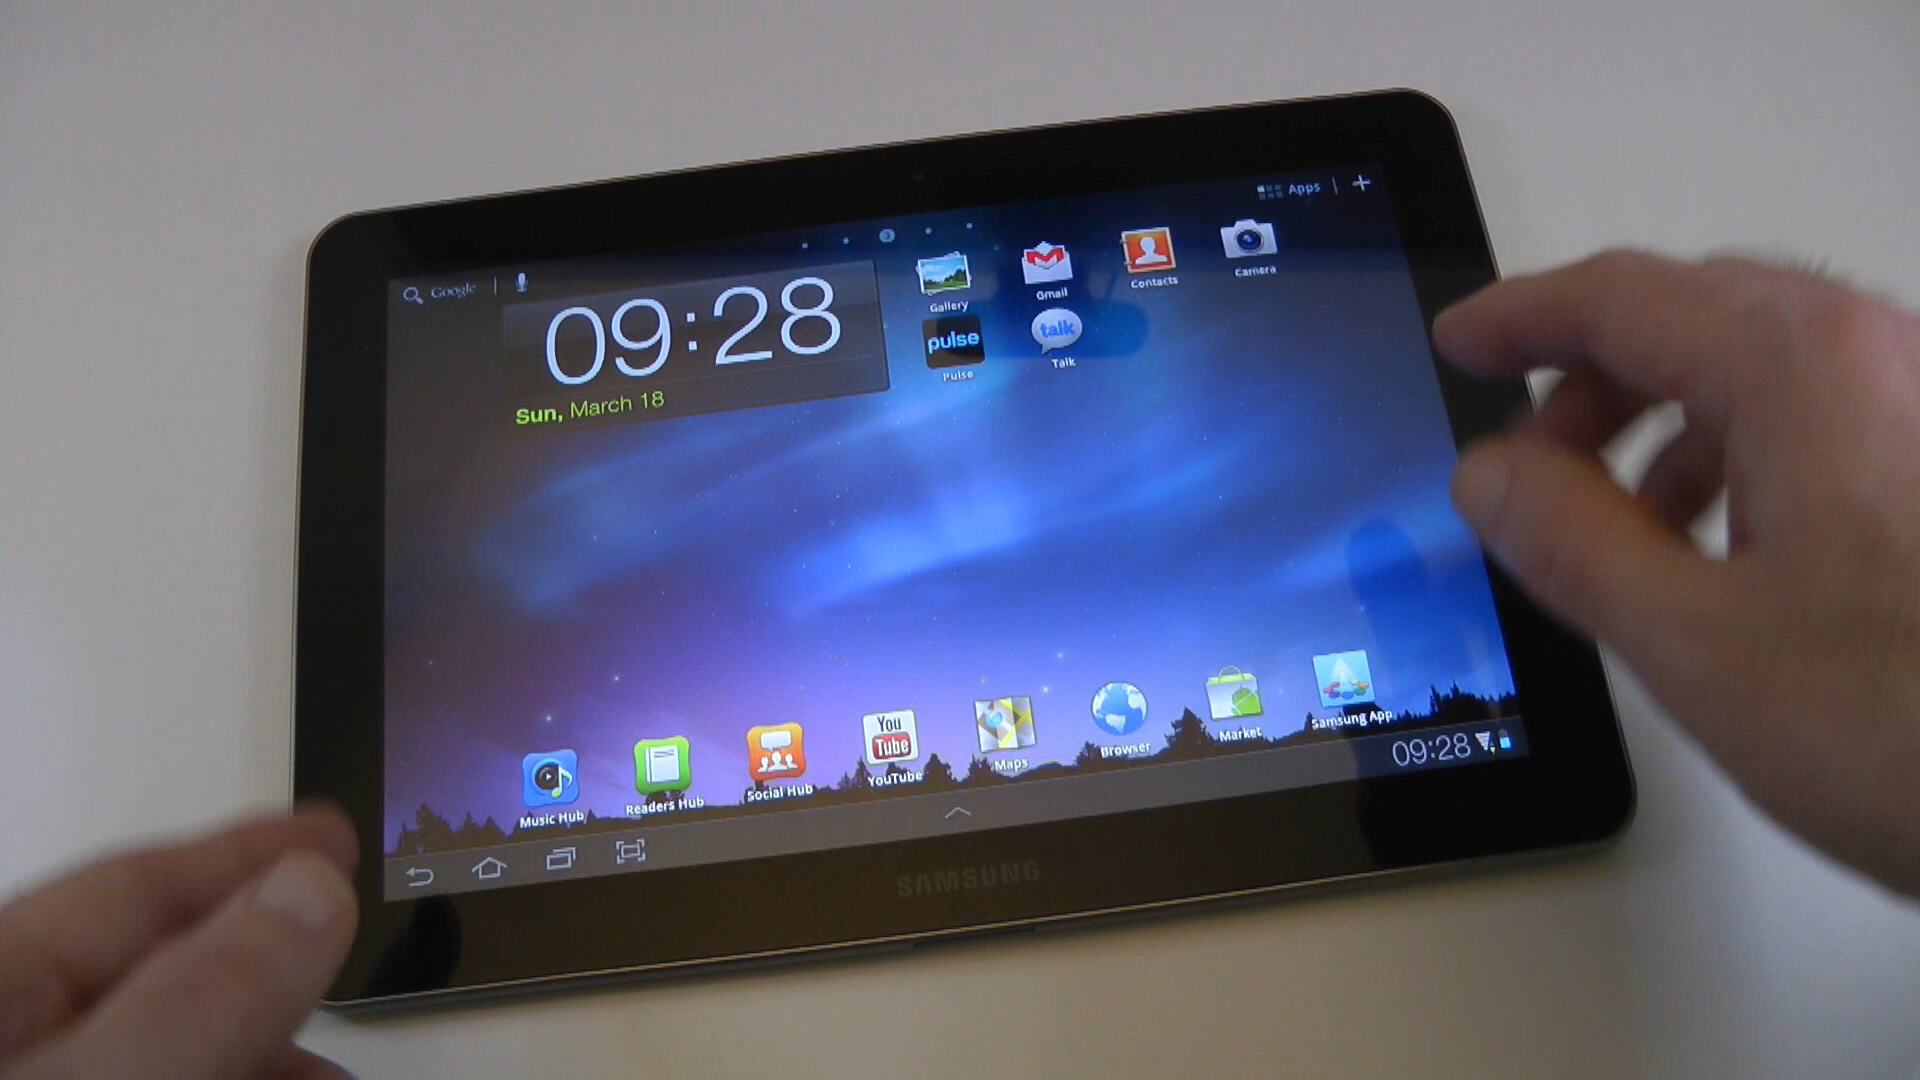 Apps
Google
09:28
Sun, March 18
Gallery
Gmail
Contacts
Camera
pulse
Pulse
talk
Talk
You
Tube
Music Hub
Readers Hub
Social Hub
YouTube
Maps
Browser
Market
Samsung App
09:28
SAMSUNG